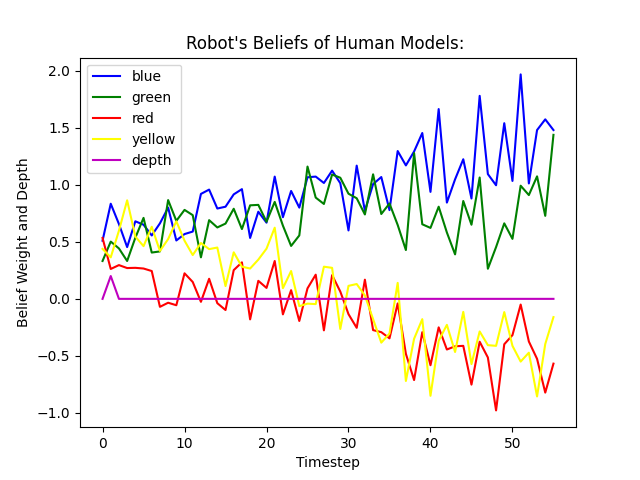 Robot's Beliefs of Human Models:
blue
green
red
yellow
depth
Belief Weight and Depth
2.0
1.5
1.0
0.5
0.0
−0.5
−1.0
0 10 20 30 40 50
Timestep